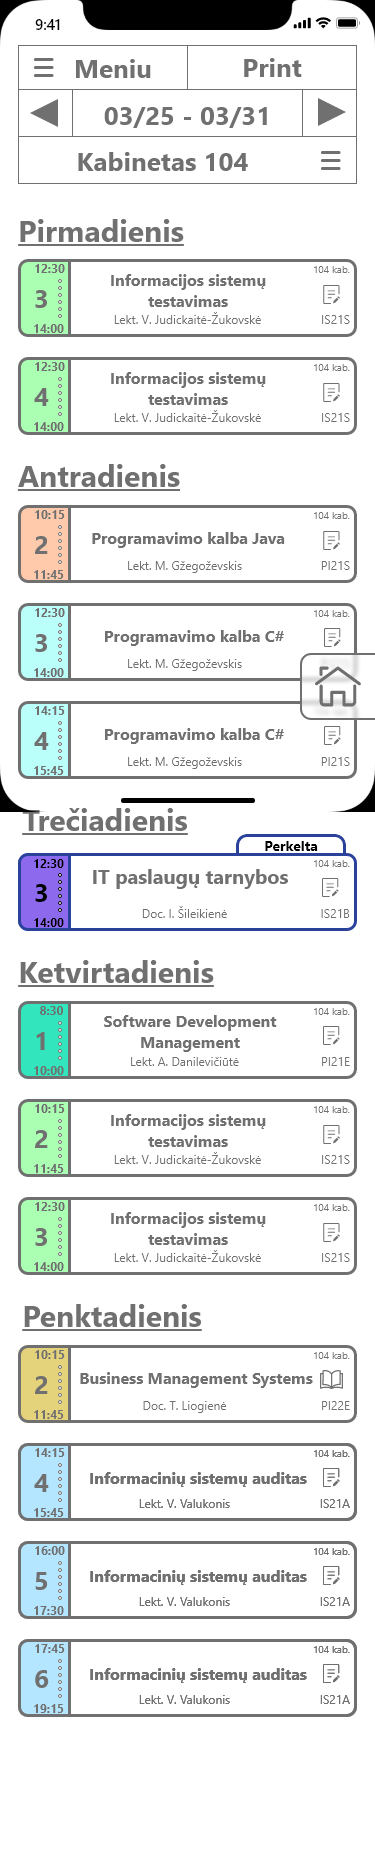 9:41
Meniu Print
03/25 - 03/31
Kabinetas 104
Pirmadienis
12:30 104 kab.
3 Informacijos sistemų
testavimas
Lekt. V. Judickaitė-Žukovskė IS21S
14:00
12:30 104 kab.
4 Informacijos sistemų
testavimas
Lekt. V. Judickaitė-Žukovskė IS21S
14:00
Antradienis
10:15 104 kab.
2 Programavimo kalba Java
Lekt. M. Gžegoževskis PI21S
11:45
12:30 104 kab.
3 Programavimo kalba C#
Lekt. M. Gžegoževskis
14:00
14:15
4 Programavimo kalba C#
Lekt. M. Gžegoževskis PI21S
15:45
Trečiadienis
Perkelta
12:30 104 kab.
3 IT paslaugų tarnybos
Doc. I. Šileikienė IS21B
14:00
Ketvirtadienis
8:30 104 kab.
1 Software Development
Management
Lekt. A. Danilevičiūtė PI21E
10:00
10:15 104 kab.
2 Informacijos sistemų
testavimas
Lekt. V. Judickaitė-Žukovskė IS21S
11:45
12:30 104 kab.
3 Informacijos sistemų
testavimas
Lekt. V. Judickaitė-Žukovskė IS21S
14:00
Penktadienis
10:15 104 kab.
2 Business Management Systems
Doc. T. Liogienė PI22E
11:45
14:15 104 kab.
4 Informacinių sistemų auditas
Lekt. V. Valukonis IS21A
15:45
16:00 104 kab.
5 Informacinių sistemų auditas
Lekt. V. Valukonis IS21A
17:30
17:45 104 kab.
6 Informacinių sistemų auditas
Lekt. V. Valukonis IS21A
19:15